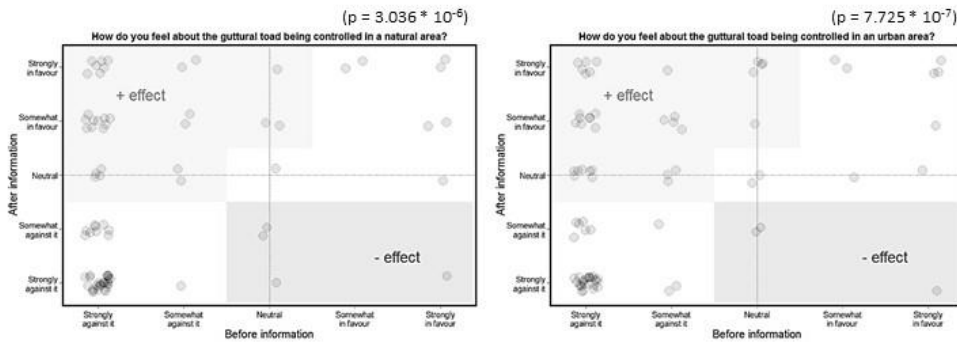 (p = 3.036 * 10⁻⁶)
How do you feel about the guttural toad being controlled in a natural area?
Strongly
in favour
Somewhat
in favour
Neutral
Somewhat
against it
Strongly
against it
After information
+ effect
- effect
Strongly
against it
Somewhat
against it
Neutral
Somewhat
in favour
Strongly
in favour
Before information
(p = 7.725 * 10⁻⁷)
How do you feel about the guttural toad being controlled in an urban area?
Strongly
in favour
Somewhat
in favour
Neutral
Somewhat
against it
Strongly
against it
After information
+ effect
- effect
Strongly
against it
Somewhat
against it
Neutral
Somewhat
in favour
Strongly
in favour
Before information